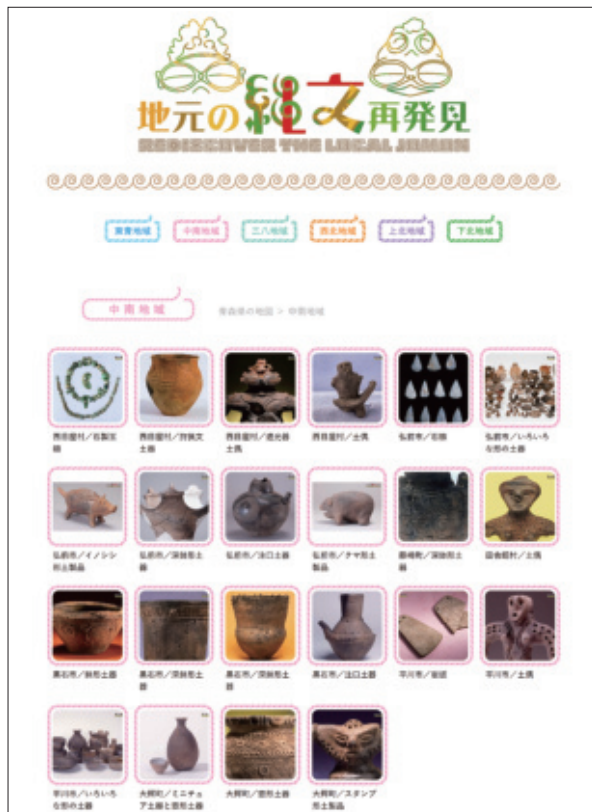 地元の縄文再発見
REDISCOVER THE LOCAL JOMON
東青地域 中南地域 三八地域 西北地域 上北地域 下北地域
中南地域 青森県の地図 > 中南地域
西目屋村/石製宝 西目屋村/狩猟文 西目屋村/遮光器 西目屋村/土偶 弘前市/石鏃 弘前市/いろいろ
土器 土偶 な形の土器
弘前市/イノシシ 弘前市/深鉢形土 弘前市/注口土器 弘前市/クマ形土 藤崎町/深鉢形土 田舎館村/土偶
形土製品 器 製品 器
黒石市/鉢形土器 黒石市/深鉢形土 黒石市/深鉢形土 黒石市/注口土器 平川市/岩版 平川市/土偶
器 器
平川市/いろいろ 大鰐町/ミニチュ 大鰐町/壺形土器 大鰐町/スタンプ
な形の土器 ア土器と壺形土器 形土製品